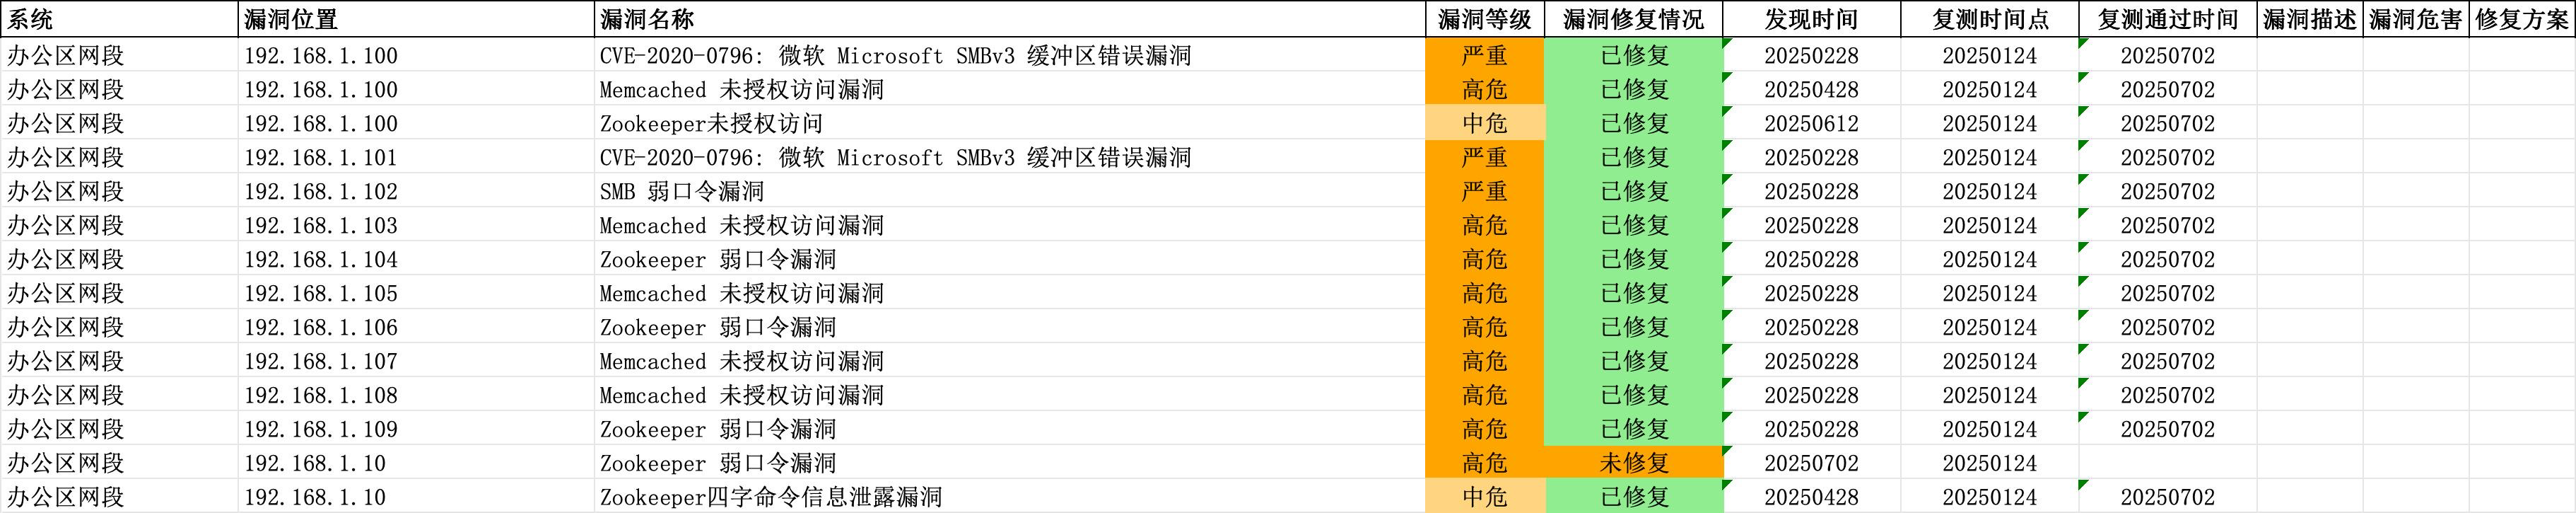 系统 漏洞位置 漏洞名称 漏洞等级 漏洞修复情况 发现时间 复测时间点 复测通过时间 漏洞描述 漏洞危害 修复方案
办公区网段 192.168.1.100 CVE-2020-0796: 微软 Microsoft SMBv3 缓冲区错误漏洞 严重 已修复 20250228 20250124 20250702
办公区网段 192.168.1.100 Memcached 未授权访问漏洞 高危 已修复 20250428 20250124 20250702
办公区网段 192.168.1.100 Zookeeper未授权访问 中危 已修复 20250612 20250124 20250702
办公区网段 192.168.1.101 CVE-2020-0796: 微软 Microsoft SMBv3 缓冲区错误漏洞 严重 已修复 20250228 20250124 20250702
办公区网段 192.168.1.102 SMB 弱口令漏洞 严重 已修复 20250228 20250124 20250702
办公区网段 192.168.1.103 Memcached 未授权访问漏洞 高危 已修复 20250228 20250124 20250702
办公区网段 192.168.1.104 Zookeeper 弱口令漏洞 高危 已修复 20250228 20250124 20250702
办公区网段 192.168.1.105 Memcached 未授权访问漏洞 高危 已修复 20250228 20250124 20250702
办公区网段 192.168.1.106 Zookeeper 弱口令漏洞 高危 已修复 20250228 20250124 20250702
办公区网段 192.168.1.107 Memcached 未授权访问漏洞 高危 已修复 20250228 20250124 20250702
办公区网段 192.168.1.108 Memcached 未授权访问漏洞 高危 已修复 20250228 20250124 20250702
办公区网段 192.168.1.109 Zookeeper 弱口令漏洞 高危 已修复 20250228 20250124 20250702
办公区网段 192.168.1.10 Zookeeper 弱口令漏洞 高危 未修复 20250702 20250124
办公区网段 192.168.1.10 Zookeeper四字命令信息泄露漏洞 中危 已修复 20250428 20250124 20250702